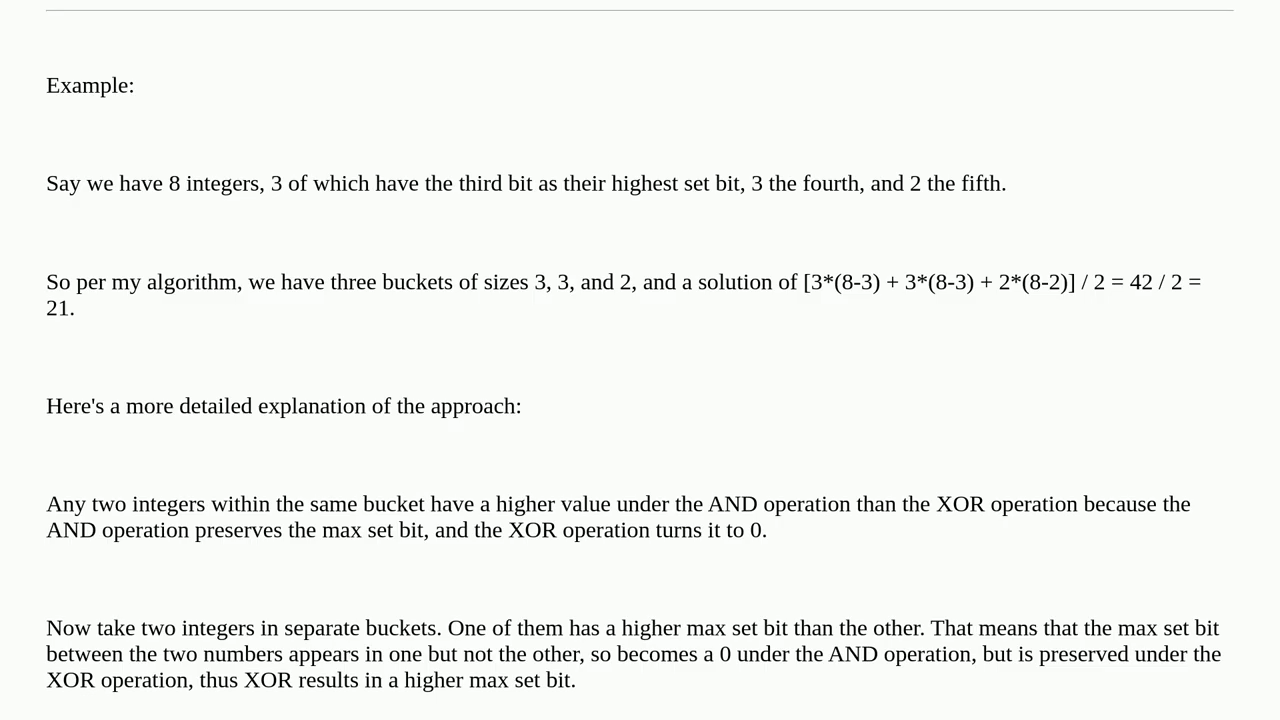 Example:
Say we have 8 integers, 3 of which have the third bit as their highest set bit, 3 the fourth, and 2 the fifth.
So per my algorithm, we have three buckets of sizes 3, 3, and 2, and a solution of [3*(8-3) + 3*(8-3) + 2*(8-2)] / 2 = 42 / 2 =
21.
Here's a more detailed explanation of the approach:
Any two integers within the same bucket have a higher value under the AND operation than the XOR operation because the
AND operation preserves the max set bit, and the XOR operation turns it to 0.
Now take two integers in separate buckets. One of them has a higher max set bit than the other. That means that the max set bit
between the two numbers appears in one but not the other, so becomes a 0 under the AND operation, but is preserved under the
XOR operation, thus XOR results in a higher max set bit.